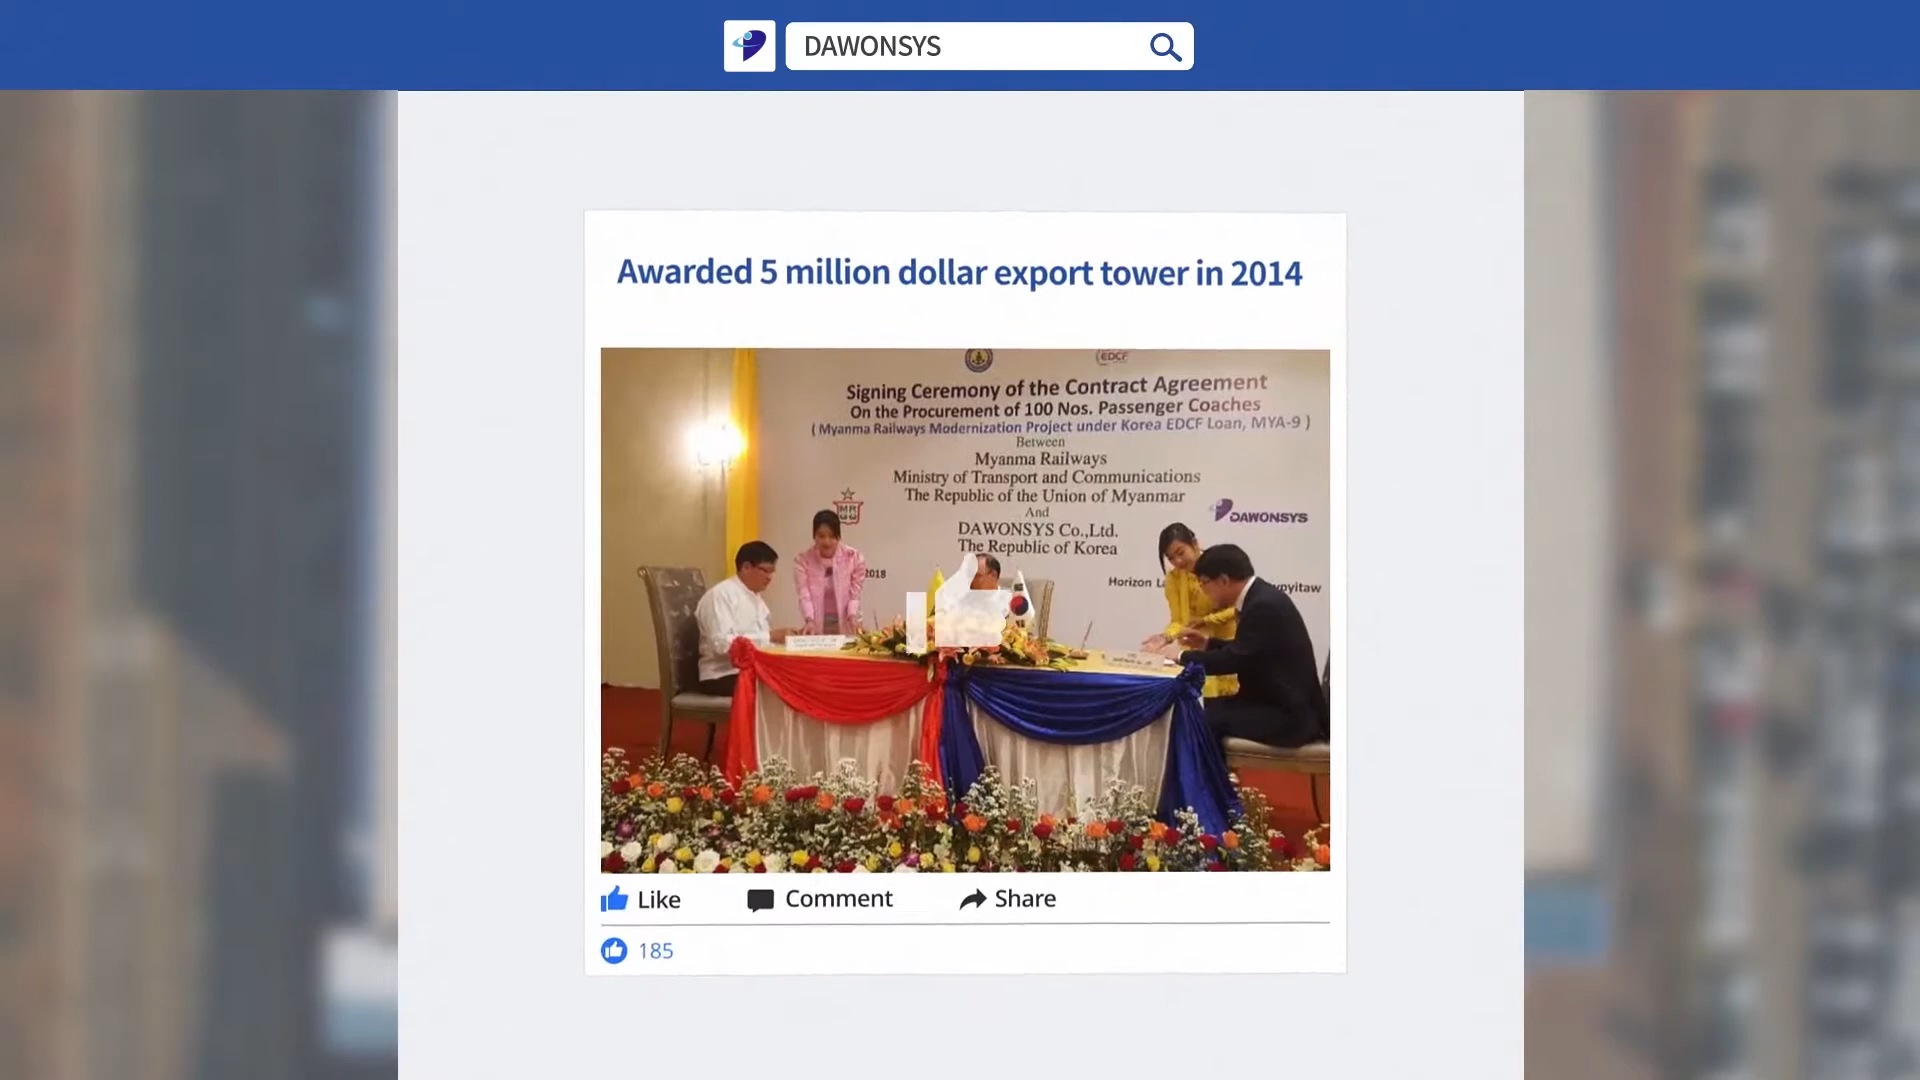 DAWONSYS
Awarded 5 million dollar export tower in 2014
EDCF
Signing Ceremony of the Contract Agreement
On the Procurement of 100 Nos. Passenger Coaches
( Myanma Railways Modernization Project under Korea EDCF Loan, MYA-9 )
Between
Myanma Railways
Ministry of Transport and Communications
The Republic of the Union of Myanmar
And
DAWONSYS
DAWONSYS Co.,Ltd.
The Republic of Korea
2018
Horizon
Like
Comment
Share
185